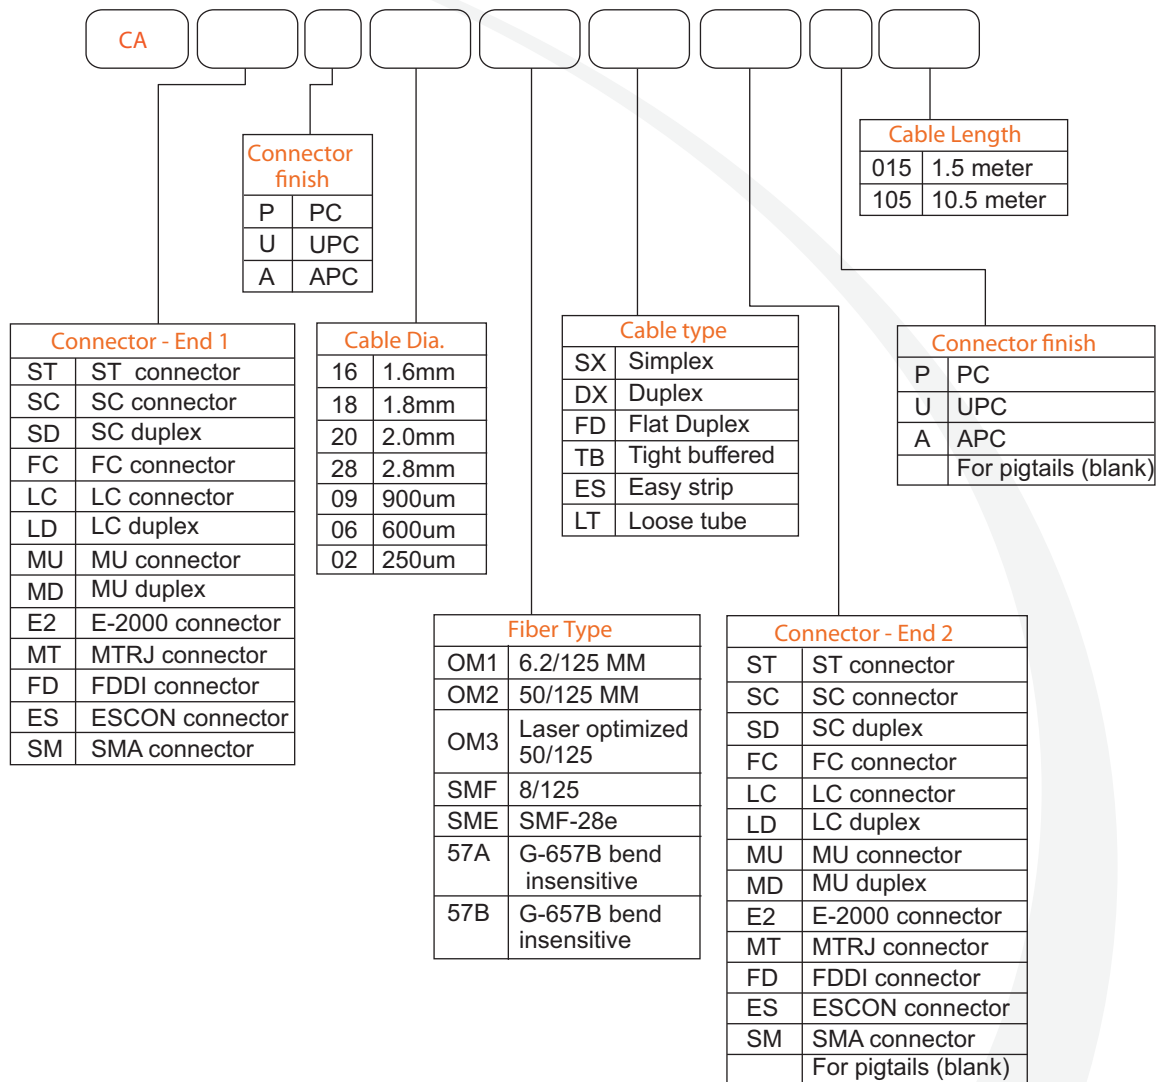 CA
Cable Length
015 1.5 meter
105 10.5 meter
Connector
finish
P PC
U UPC
A APC
Connector - End 1
ST ST connector
SC SC connector
SD SC duplex
FC FC connector
LC LC connector
LD LC duplex
MU MU connector
MD MU duplex
E2 E-2000 connector
MT MTRJ connector
FD FDDI connector
ES ESCON connector
SM SMA connector
Cable Dia.
16 1.6mm
18 1.8mm
20 2.0mm
28 2.8mm
09 900um
06 600um
02 250um
Cable type
SX Simplex
DX Duplex
FD Flat Duplex
TB Tight buffered
ES Easy strip
LT Loose tube
Connector finish
P PC
U UPC
A APC
For pigtails (blank)
Fiber Type
OM1 6.2/125 MM
OM2 50/125 MM
OM3 Laser optimized
50/125
SMF 8/125
SME SMF-28e
57A G-657B bend
insensitive
57B G-657B bend
insensitive
Connector - End 2
ST ST connector
SC SC connector
SD SC duplex
FC FC connector
LC LC connector
LD LC duplex
MU MU connector
MD MU duplex
E2 E-2000 connector
MT MTRJ connector
FD FDDI connector
ES ESCON connector
SM SMA connector
For pigtails (blank)